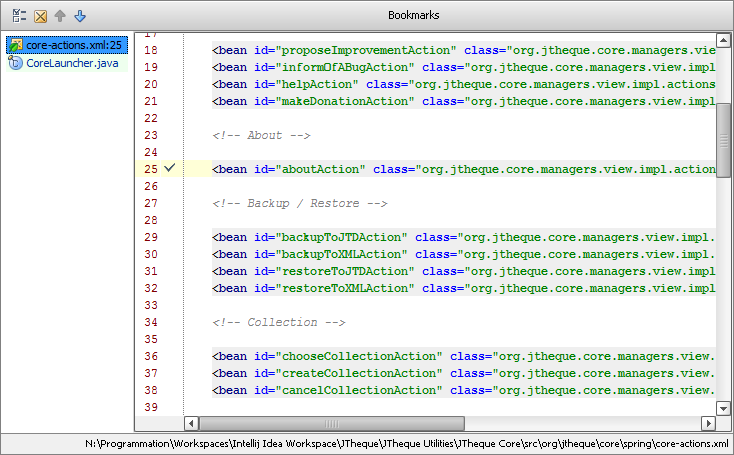 Bookmarks
core-actions.xml:25
CoreLauncher.java
17
18 <bean id="proposeImprovementAction" class="org.jtheque.core.managers.vie
19 <bean id="informOfABugAction" class="org.jtheque.core.managers.view.impl
20 <bean id="helpAction" class="org.jtheque.core.managers.view.impl.actions
21 <bean id="makeDonationAction" class="org.jtheque.core.managers.view.impl
22
23 <!-- About -->
24
25 <bean id="aboutAction" class="org.jtheque.core.managers.view.impl.action
26
27 <!-- Backup / Restore -->
28
29 <bean id="backupToJTDAction" class="org.jtheque.core.managers.view.impl.
30 <bean id="backupToXMLAction" class="org.jtheque.core.managers.view.impl.
31 <bean id="restoreToJTDAction" class="org.jtheque.core.managers.view.impl
32 <bean id="restoreToXMLAction" class="org.jtheque.core.managers.view.impl
33
34 <!-- Collection -->
35
36 <bean id="chooseCollectionAction" class="org.jtheque.core.managers.view.
37 <bean id="createCollectionAction" class="org.jtheque.core.managers.view.
38 <bean id="cancelCollectionAction" class="org.jtheque.core.managers.view.
39
N:\Programmation\Workspaces\Intellij Idea Workspace\JTheque\JTheque Utilities\JTheque Core\src\org\jtheque\core\spring\core-actions.xml